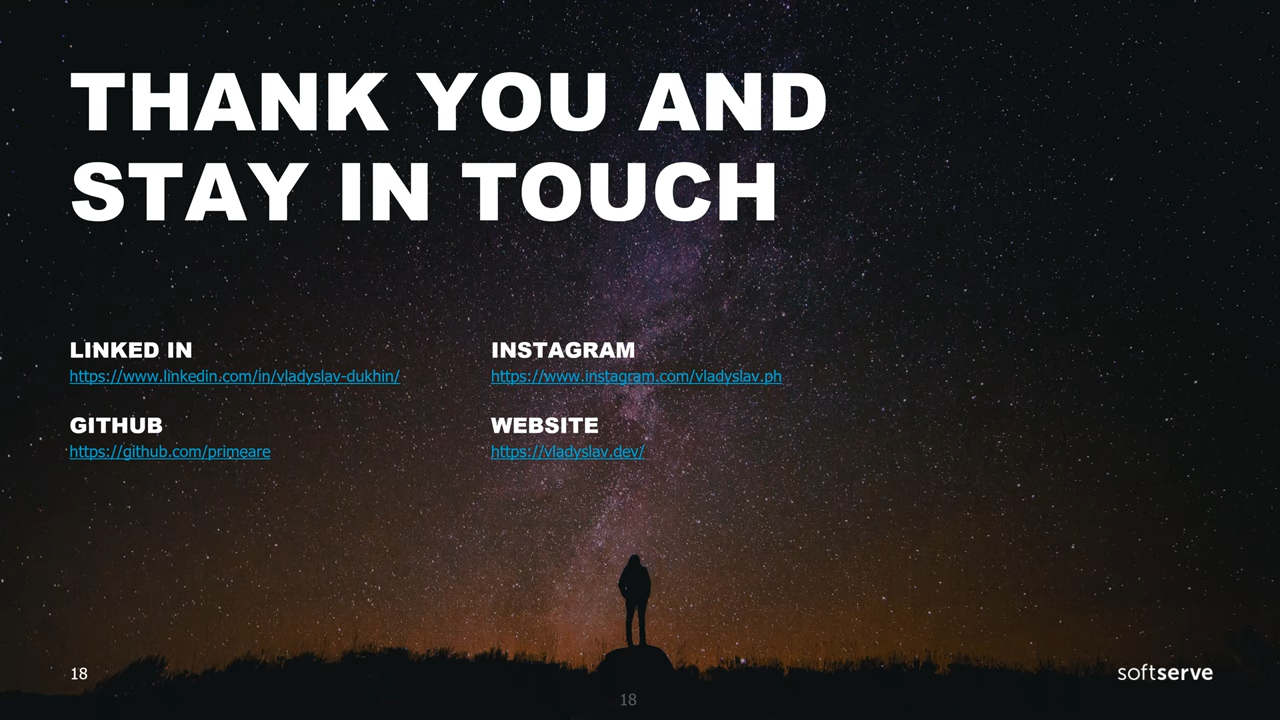 THANK YOU AND
STAY IN TOUCH
LINKED IN
https://www.linkedin.com/in/vladyslav-dukhin/
INSTAGRAM
https://www.instagram.com/vladyslav.ph
GITHUB
https://github.com/primeare
WEBSITE
https://vladyslav.dev/
18
softserve
18